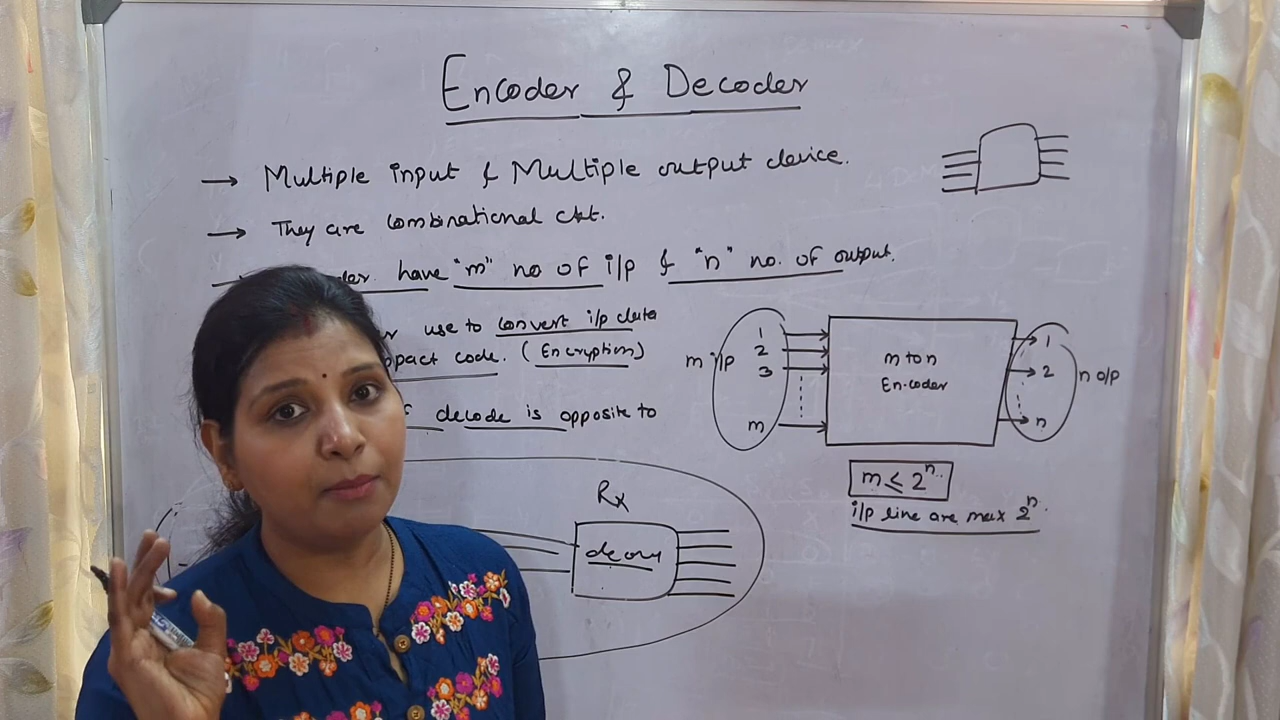 Encoder & Decoder
→ Multiple input & Multiple output device.
→ They are combinational ckt.
have "m" no of i/p & "n" no. of output.
use to convert i/p data
code. (Encryption)
decode is opposite to
m i/p
1
2
3
m
m to n
Encoder
1
2
n
n o/p
m ≤ 2ⁿ
i/p line are max 2ⁿ.
Rx